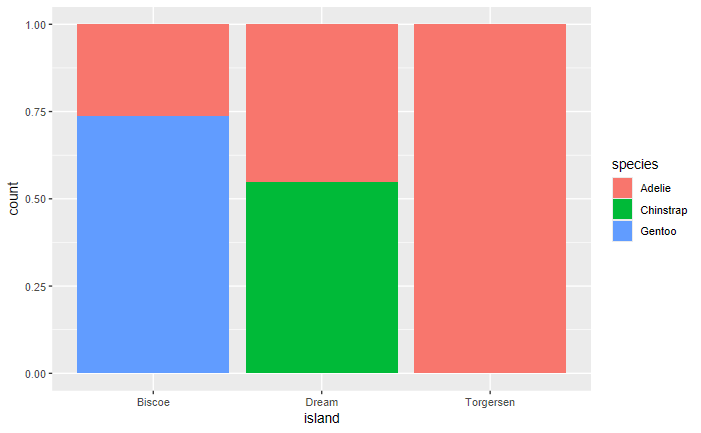 1.00
0.75
0.50
0.25
0.00
count
Biscoe Dream Torgersen
island
species
Adelie
Chinstrap
Gentoo